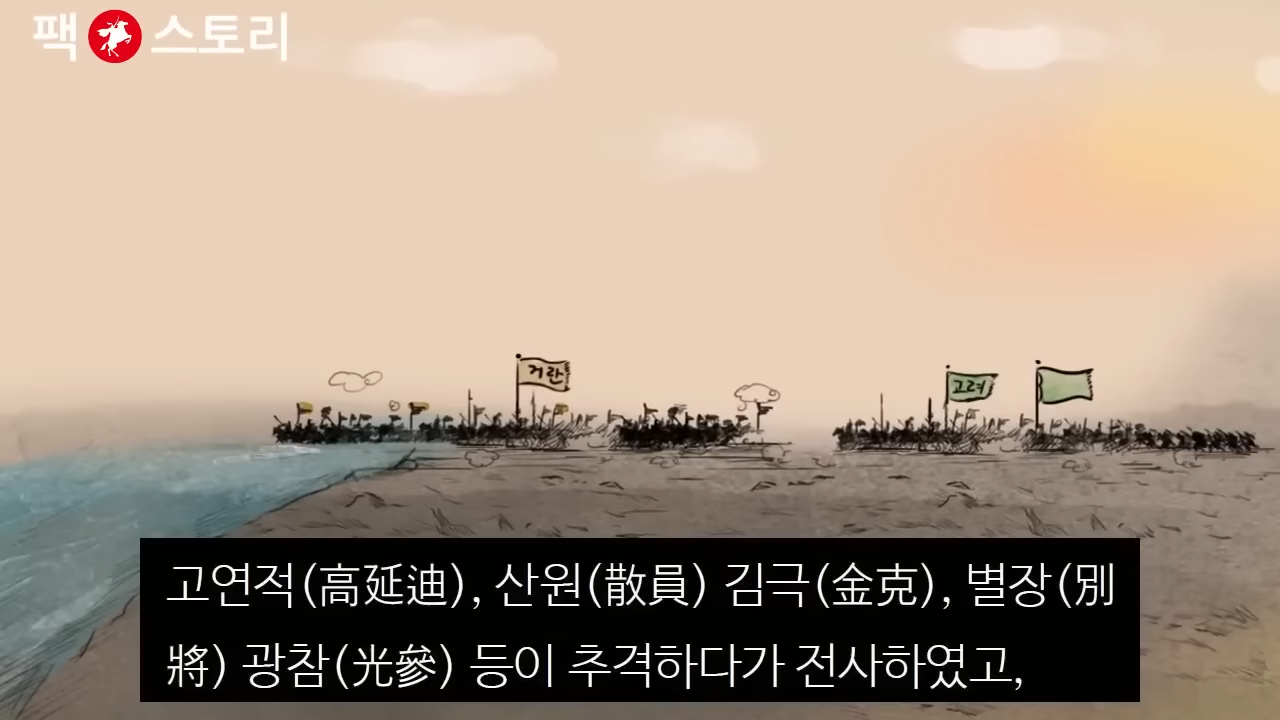 팩 스토리
거란
고려
고연적(高延迪), 산원(散員) 김극(金克), 별장(別
將) 광참(光參) 등이 추격하다가 전사하였고,